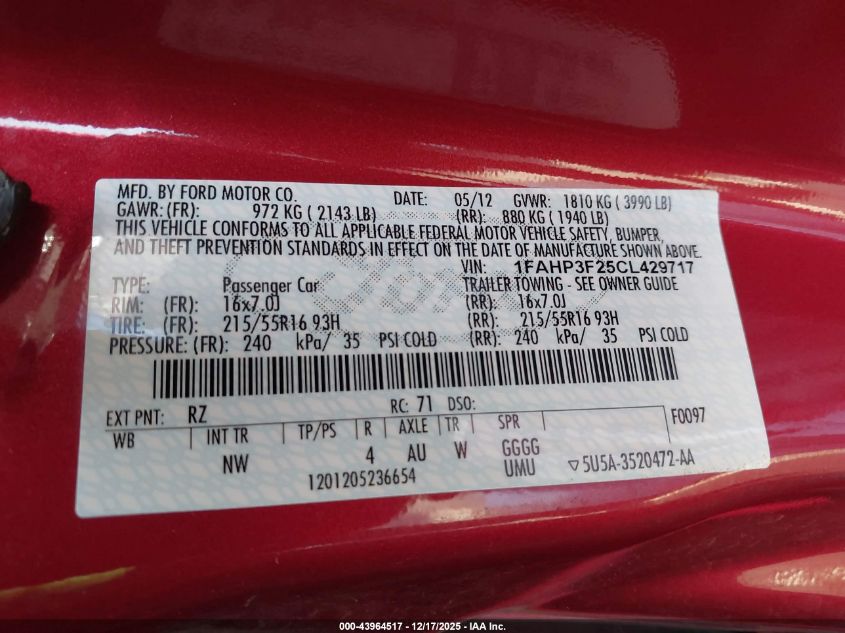 MFD. BY FORD MOTOR CO. DATE: 05/12 GVWR: 1810 KG ( 3990 LB)
GAWR: (FR): 972 KG ( 2143 LB) (RR): 880 KG ( 1940 LB)
THIS VEHICLE CONFORMS TO ALL APPLICABLE FEDERAL MOTOR VEHICLE SAFETY, BUMPER,
AND THEFT PREVENTION STANDARDS IN EFFECT ON THE DATE OF MANUFACTURE SHOWN ABOVE.
VIN: 1FAHP3F25CL429717
TYPE: Passenger Car TRAILER TOWING - SEE OWNER GUIDE
RIM: (FR): 16x7.0J (RR): 16x7.0J
TIRE: (FR): 215/55R16 93H (RR): 215/55R16 93H
PRESSURE: (FR): 240 kPa/ 35 PSI COLD (RR): 240 kPa/ 35 PSI COLD
EXT PNT: RZ RC: 71 DSO: F0097
WB INT TR TP/PS R AXLE TR SPR
NW 4 AU W GGGG
1201205236654 UMU ▽5U5A-3520472-AA
000-43964517 - 12/17/2025 - IAA Inc.